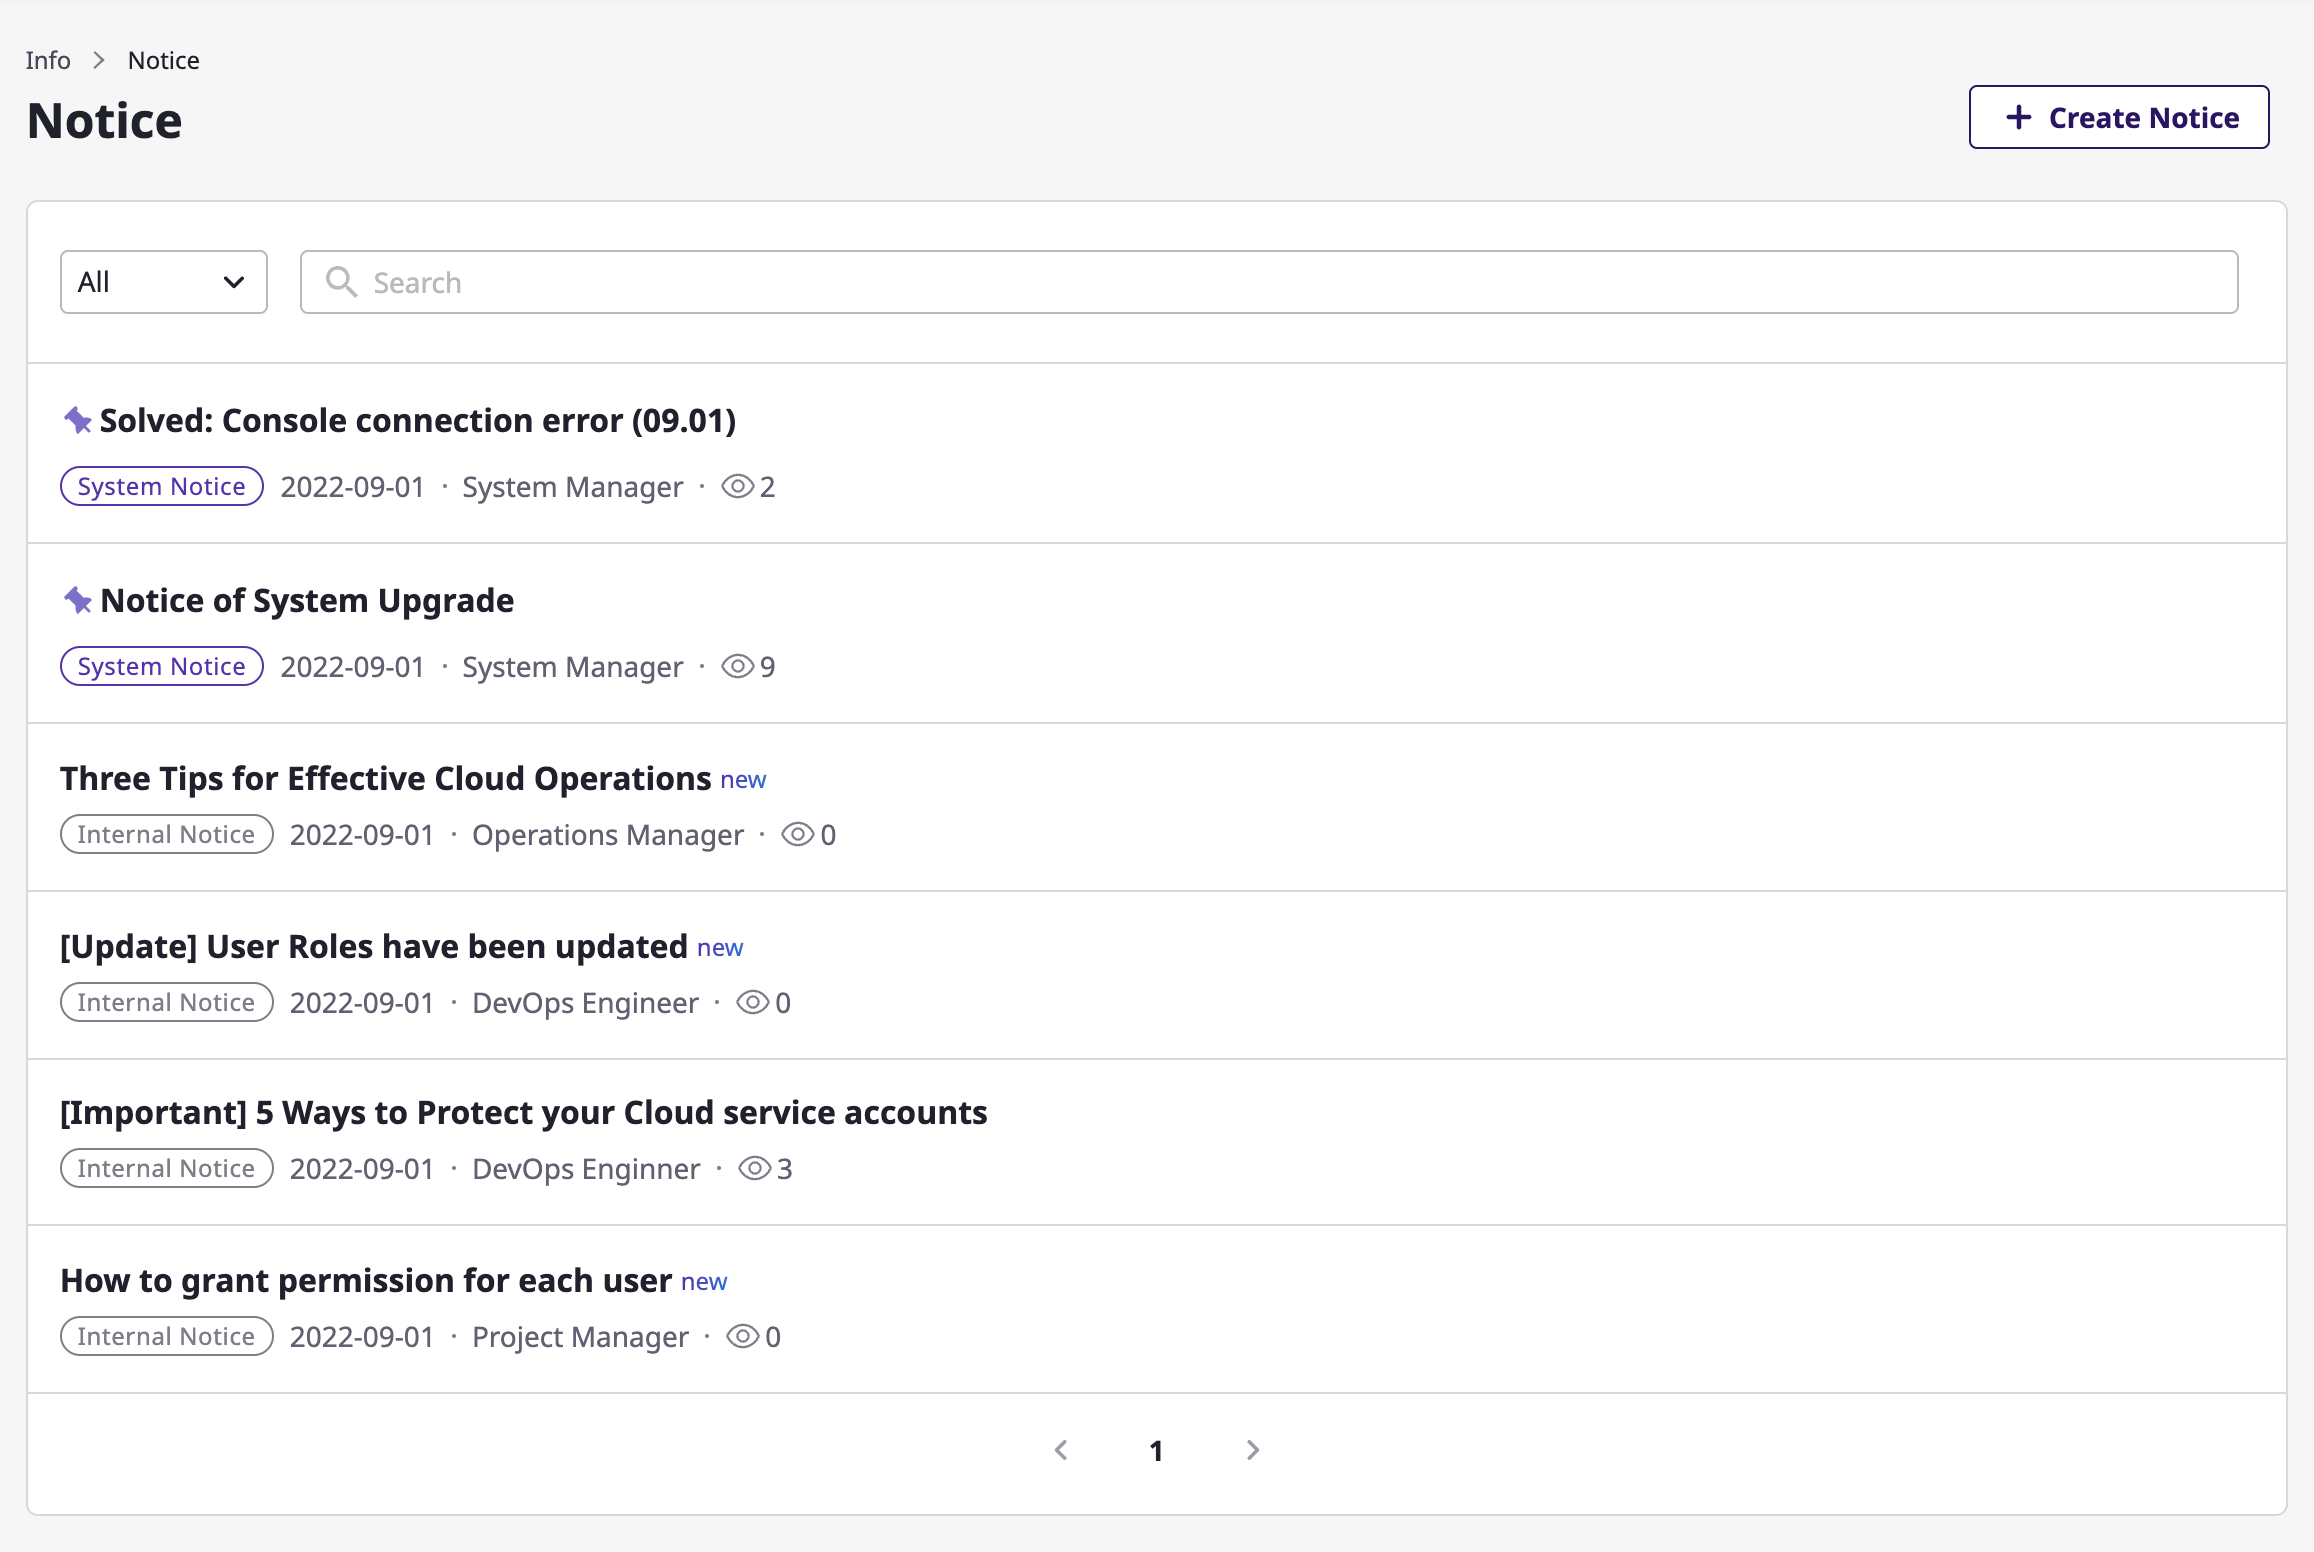 Info > Notice
Notice
+ Create Notice
All
Search
Solved: Console connection error (09.01)
System Notice 2022-09-01 · System Manager · 2
Notice of System Upgrade
System Notice 2022-09-01 · System Manager · 9
Three Tips for Effective Cloud Operations new
Internal Notice 2022-09-01 · Operations Manager · 0
[Update] User Roles have been updated new
Internal Notice 2022-09-01 · DevOps Engineer · 0
[Important] 5 Ways to Protect your Cloud service accounts
Internal Notice 2022-09-01 · DevOps Enginner · 3
How to grant permission for each user new
Internal Notice 2022-09-01 · Project Manager · 0
< 1 >